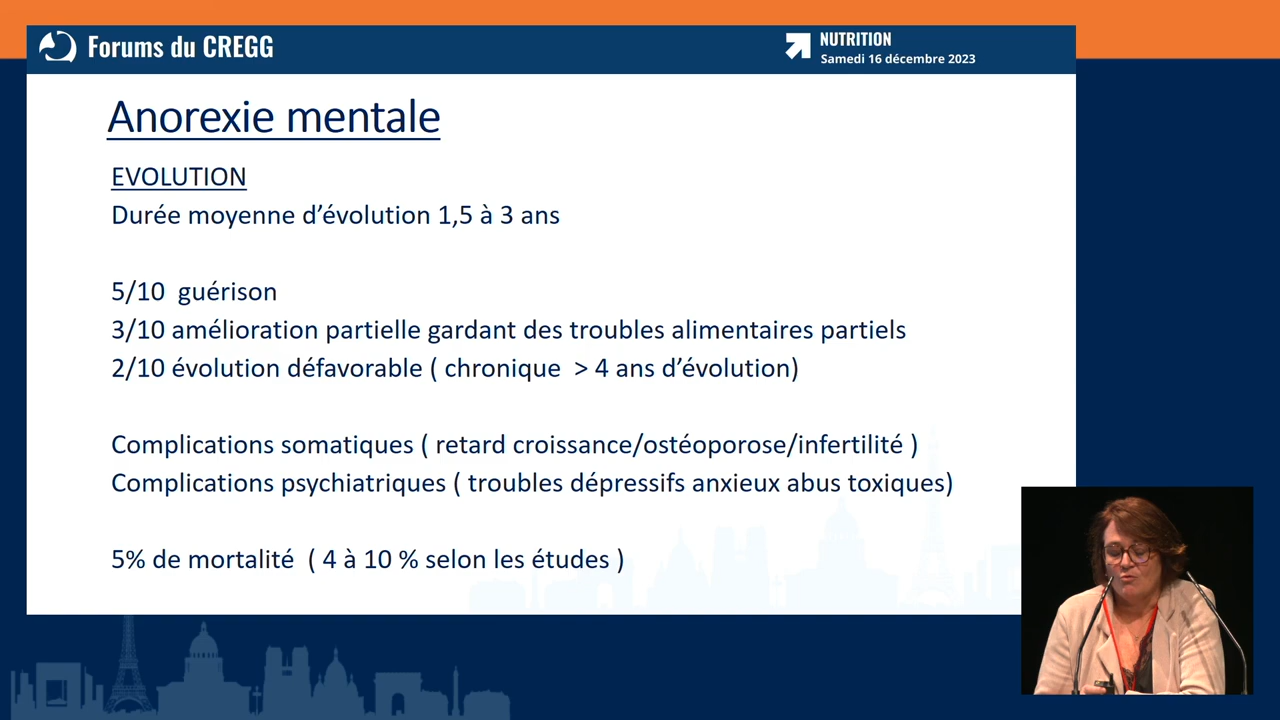 Forums du CREGG
NUTRITION
Samedi 16 décembre 2023
Anorexie mentale
EVOLUTION
Durée moyenne d’évolution 1,5 à 3 ans
5/10 guérison
3/10 amélioration partielle gardant des troubles alimentaires partiels
2/10 évolution défavorable ( chronique > 4 ans d’évolution)
Complications somatiques ( retard croissance/ostéoporose/infertilité )
Complications psychiatriques ( troubles dépressifs anxieux abus toxiques)
5% de mortalité ( 4 à 10 % selon les études )